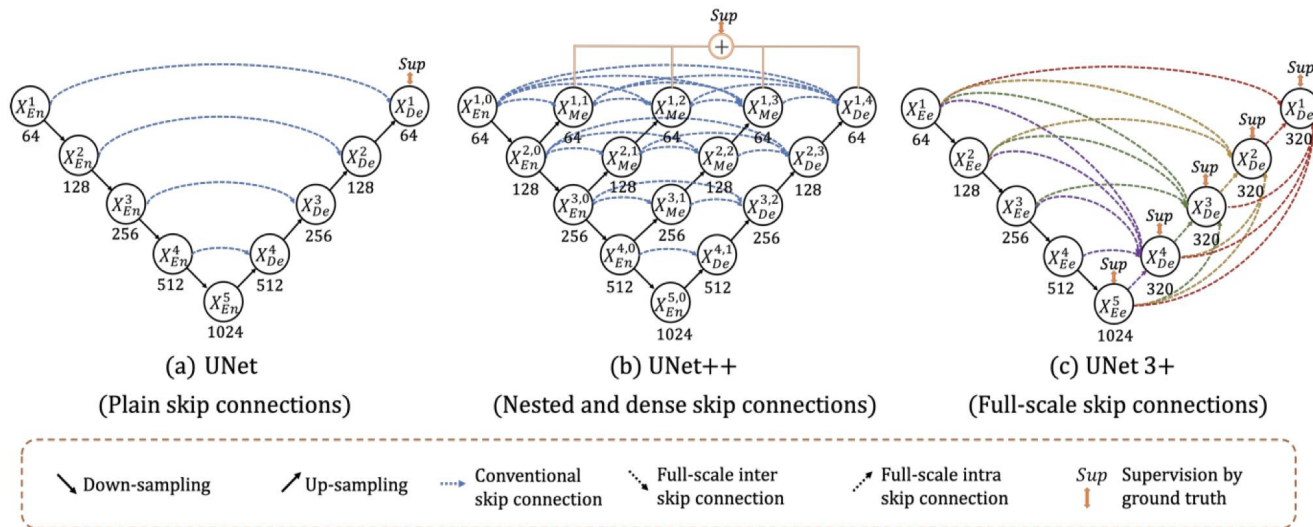 Sup
Sup
Sup
X^1_En X^1_De X^{1,0}_En X^{1,1}_Me X^{1,2}_Me X^{1,3}_Me X^{1,4}_De X^1_Ee X^1_De
64 64 64 64 64 64 64 320
Sup
X^2_En X^2_De X^{2,0}_En X^{2,1}_Me X^{2,2}_Me X^{2,3}_De X^2_Ee X^2_De
128 128 128 128 128 128 128 320
Sup
X^3_En X^3_De X^{3,0}_En X^{3,1}_Me X^{3,2}_De X^3_Ee X^3_De
256 256 256 256 256 256 320
Sup
X^4_En X^4_De X^{4,0}_En X^{4,1}_De X^4_Ee X^4_De
512 512 512 512 512 320
Sup
X^5_En X^{5,0}_En X^5_Ee
1024 1024 1024
(a) UNet (b) UNet++ (c) UNet 3+
(Plain skip connections) (Nested and dense skip connections) (Full-scale skip connections)
Down-sampling
Up-sampling
Conventional
skip connection
Full-scale inter
skip connection
Full-scale intra
skip connection
Sup
Supervision by
ground truth